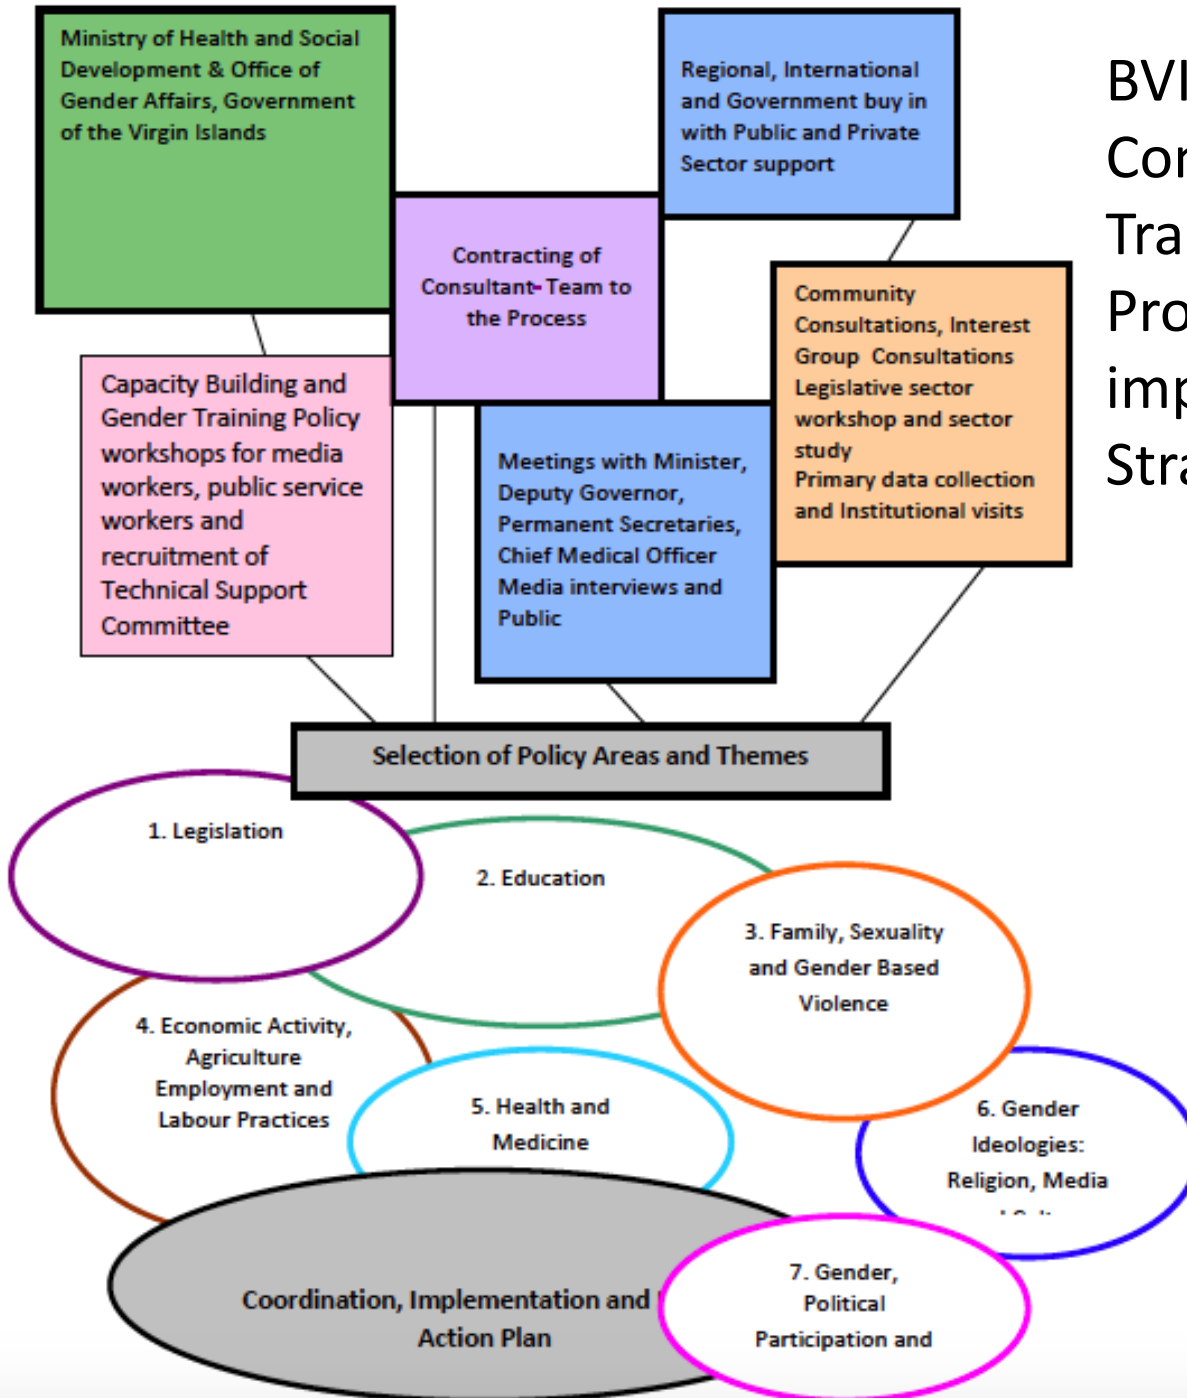 Ministry of Health and Social
Development & Office of
Gender Affairs, Government
of the Virgin Islands
Regional, International
and Government buy in
with Public and Private
Sector support
BVI
Contracting of
Consultant- Team to
the Process
Community
Consultations, Interest
Group Consultations
Legislative sector
workshop and sector
study
Primary data collection
and Institutional visits
Capacity Building and
Gender Training Policy
workshops for media
workers, public service
workers and
recruitment of
Technical Support
Committee
Meetings with Minister,
Deputy Governor,
Permanent Secretaries,
Chief Medical Officer
Media interviews and
Public
Selection of Policy Areas and Themes
1. Legislation
2. Education
3. Family, Sexuality
and Gender Based
Violence
4. Economic Activity,
Agriculture
Employment and
Labour Practices
5. Health and
Medicine
6. Gender
Ideologies:
Religion, Media
Coordination, Implementation and
Action Plan
7. Gender,
Political
Participation and